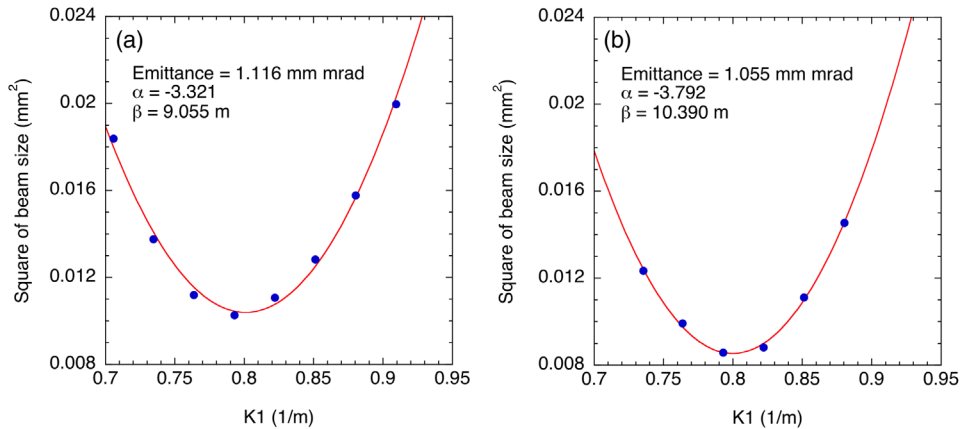 (a)
Emittance = 1.116 mm mrad
α = -3.321
β = 9.055 m
Square of beam size (mm²)
0.024
0.02
0.016
0.012
0.008
0.7 0.75 0.8 0.85 0.9 0.95
K1 (1/m)
(b)
Emittance = 1.055 mm mrad
α = -3.792
β = 10.390 m
Square of beam size (mm²)
0.024
0.02
0.016
0.012
0.008
0.7 0.75 0.8 0.85 0.9 0.95
K1 (1/m)